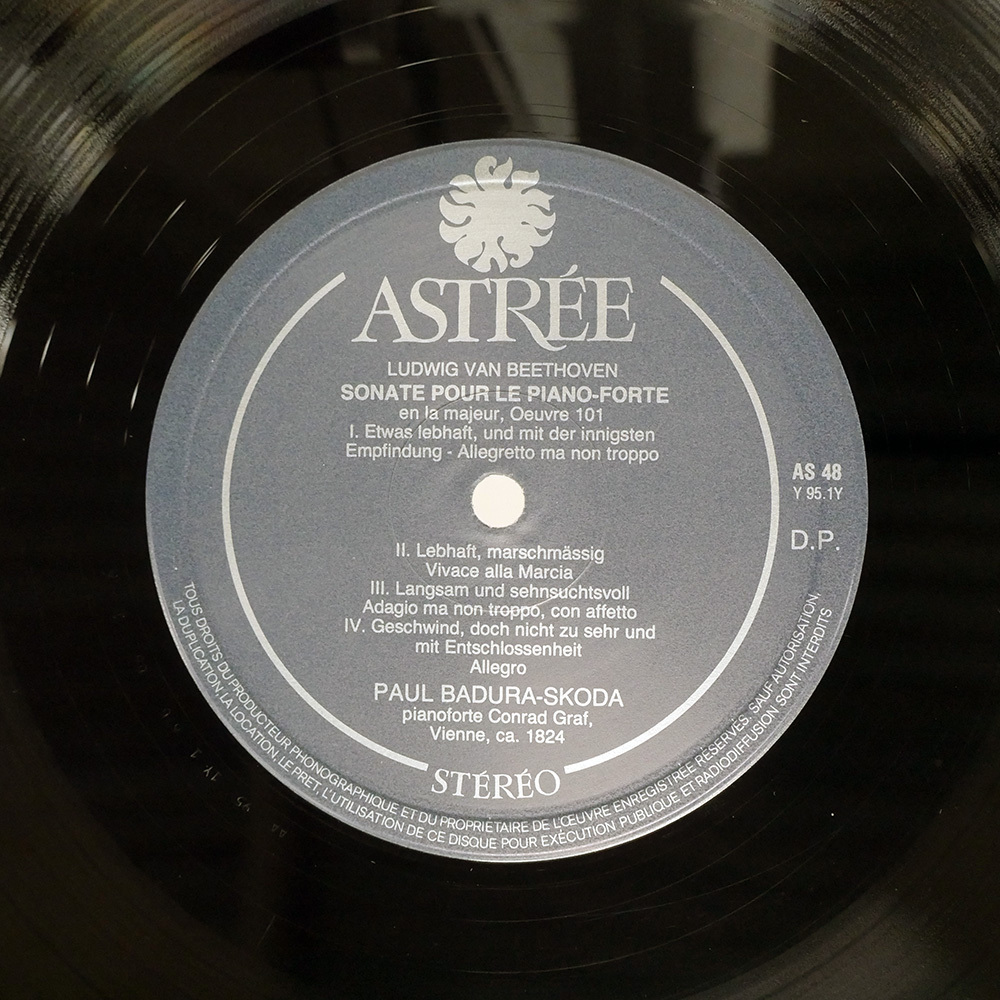 ASTRÉE
LUDWIG VAN BEETHOVEN
SONATE POUR LE PIANO-FORTE
en la majeur, Oeuvre 101
I. Etwas lebhaft, und mit der innigsten
Empfindung - Allegretto ma non troppo
AS 48
Y 95.1Y
D.P.
II. Lebhaft, marschmässig
Vivace alla Marcia
III. Langsam und sehnsuchtsvoll
Adagio ma non troppo, con affetto
IV. Geschwind, doch nicht zu sehr und
mit Entschlossenheit
Allegro
PAUL BADURA-SKODA
pianoforte Conrad Graf,
Vienne, ca. 1824
STÉRÉO
TOUS DROITS DU PRODUCTEUR PHONOGRAPHIQUE ET DU PROPRIETAIRE DE L'ŒUVRE ENREGISTRÉE RÉSERVES. SAUF AUTORISATION,
LA DUPLICATION, LA LOCATION, LE PRET, L'UTILISATION DE CE DISQUE POUR EXÉCUTION PUBLIQUE ET RADIODIFFUSION SONT INTERDITS